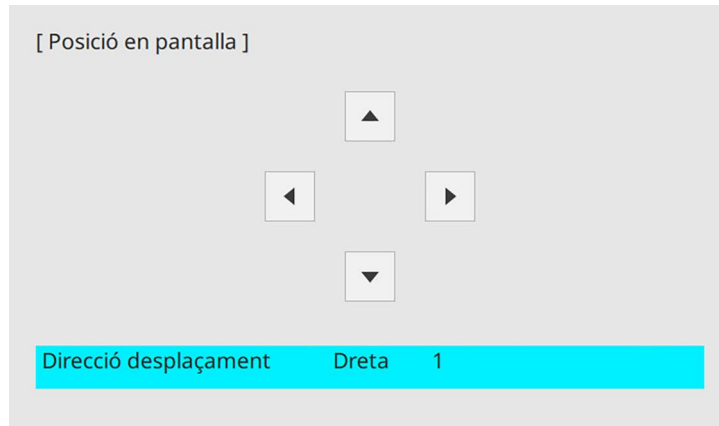 [ Posició en pantalla ]
Direcció desplaçament Dreta 1